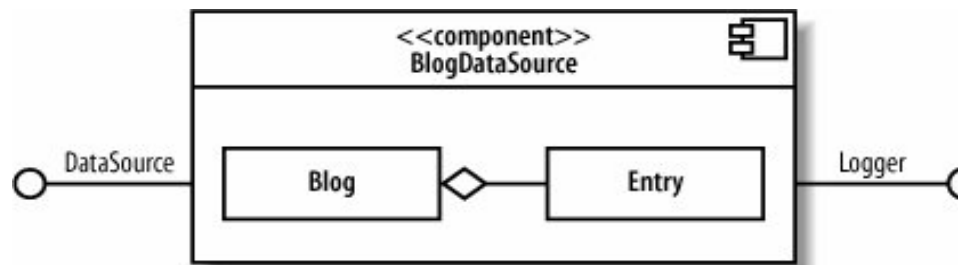 <<component>>
BlogDataSource
DataSource
Blog
Entry
Logger